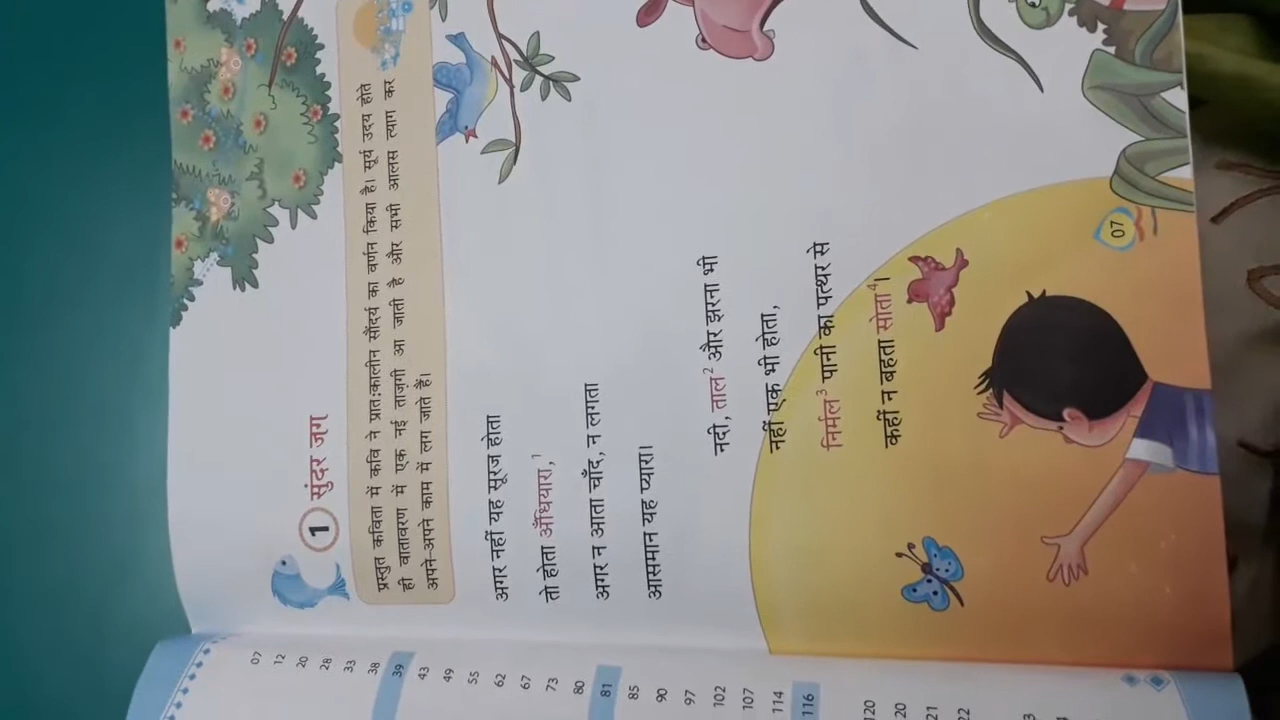 1 सुंदर जग
प्रस्तुत कविता में कवि ने प्रात:कालीन सौंदर्य का वर्णन किया है। सूर्य उदय होते
ही वातावरण में एक नई ताज़गी आ जाती है और सभी आलस त्याग कर
अपने-अपने काम में लग जाते हैं।
अगर नहीं यह सूरज होता
तो होता अँधियारा,¹
अगर न आता चाँद, न लगता
आसमान यह प्यारा।
नदी, ताल² और झरना भी
नहीं एक भी होता,
निर्मल³ पानी का पत्थर से
कहीं न बहता सोता⁴।
07
07
12
20
28
33
38
39
43
49
55
62
67
73
80
81
85
90
97
102
107
114
116
120